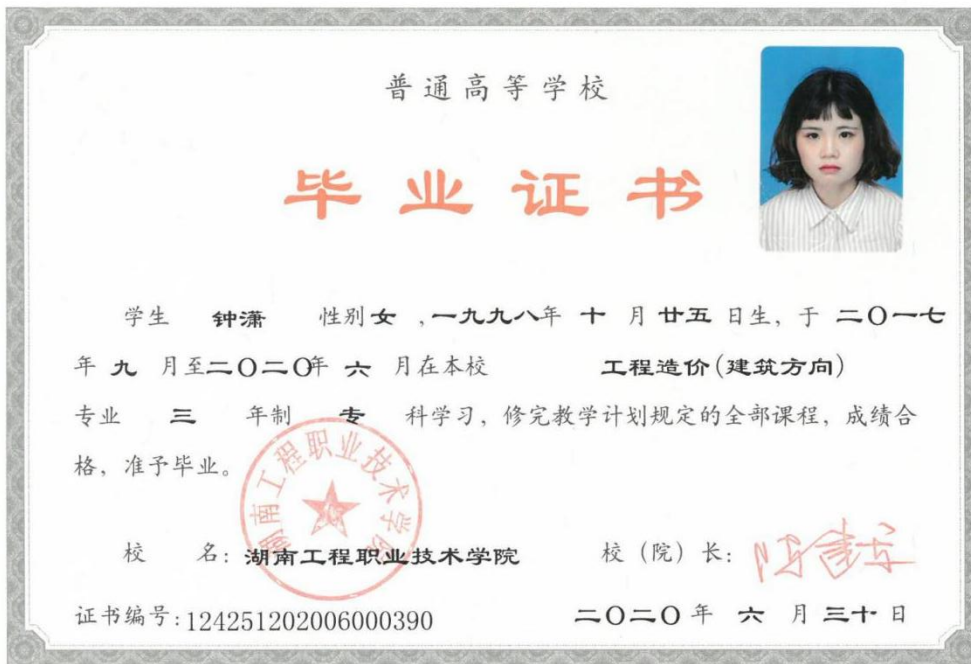 普通高等学校
毕业证书
学生 钟潇 性别女 ,一九九八年 十 月 廿五 日生, 于 二〇一七
年 九 月至二〇二〇年 六 月在本校 工程造价(建筑方向)
专业 三 年制 专 科学习, 修完教学计划规定的全部课程, 成绩合
格, 准予毕业。
湖南工程职业技术学院
校 名: 湖南工程职业技术学院 校（院）长:
证书编号:124251202006000390 二〇二〇 年 六 月 三十 日